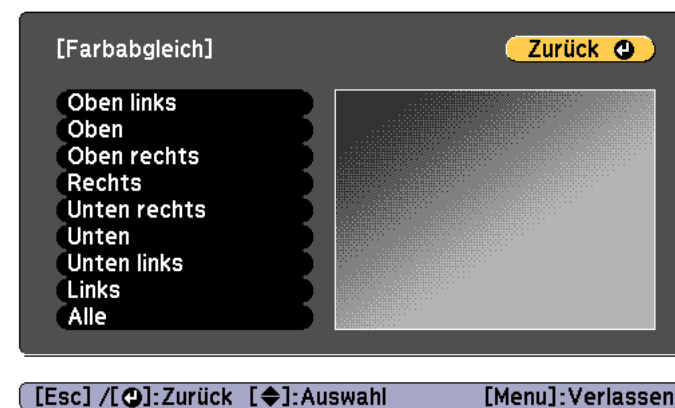 [Farbabgleich]
Zurück
Oben links
Oben
Oben rechts
Rechts
Unten rechts
Unten
Unten links
Links
Alle
[Esc] /[⏎]:Zurück [◆]:Auswahl [Menu]:Verlassen